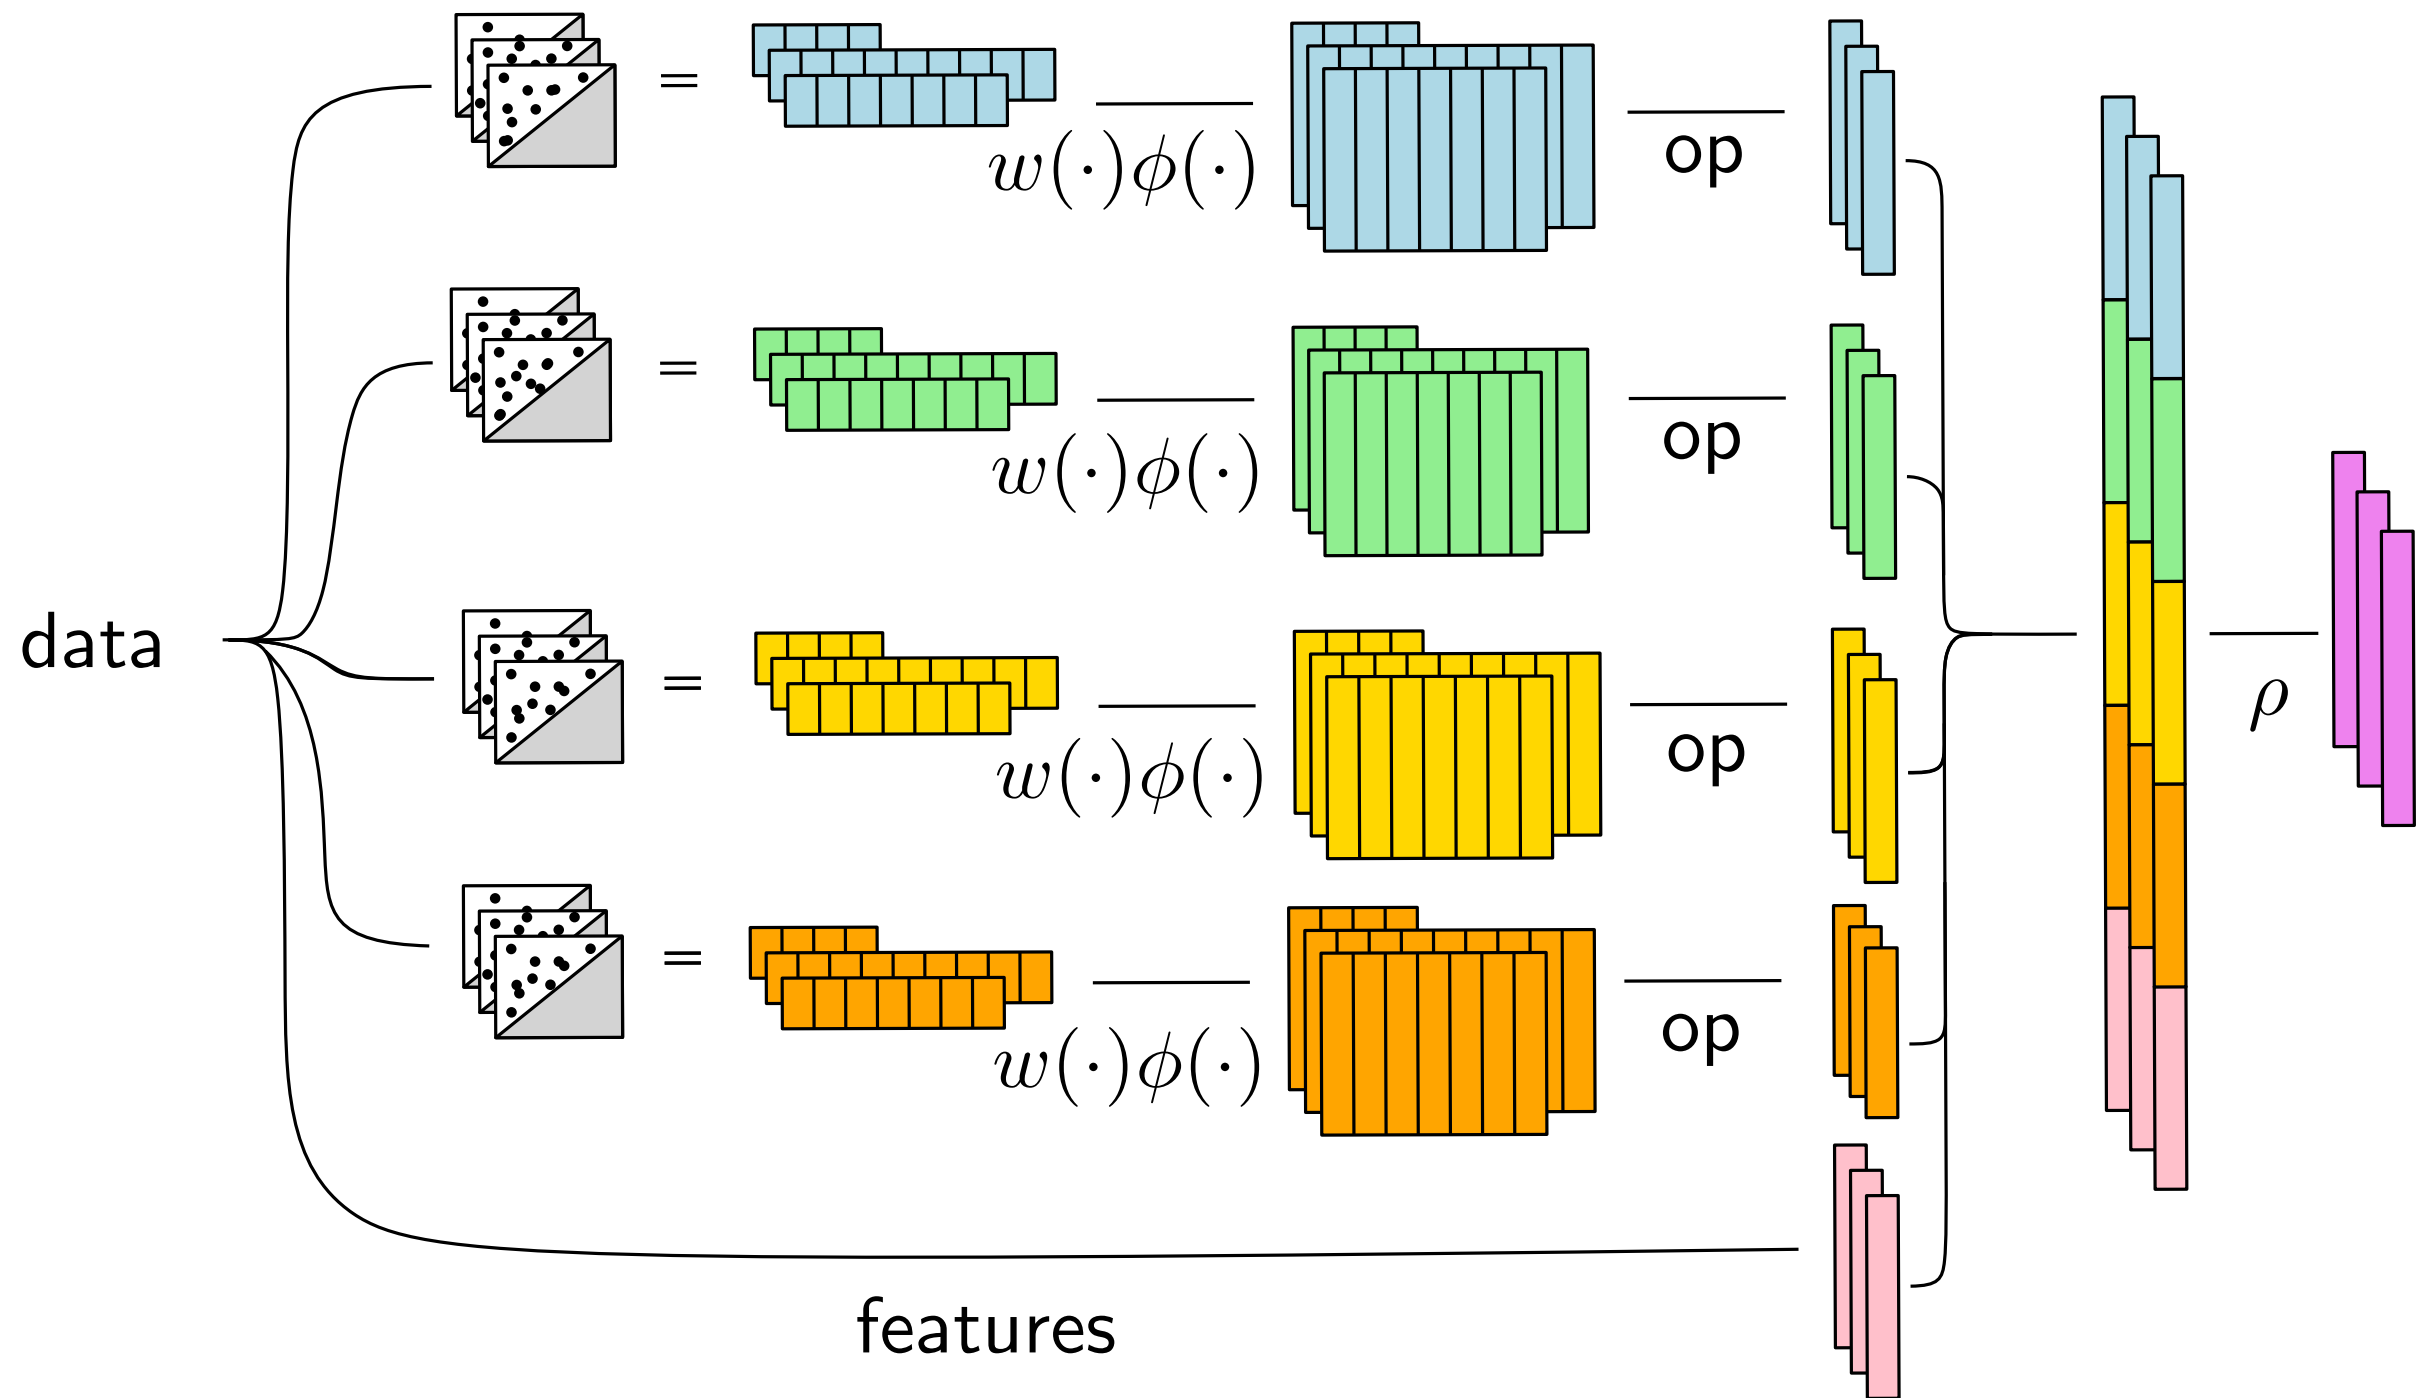 =
w(·)ϕ(·)
op
=
w(·)ϕ(·)
op
data
=
w(·)ϕ(·)
op
ρ
=
w(·)ϕ(·)
op
features